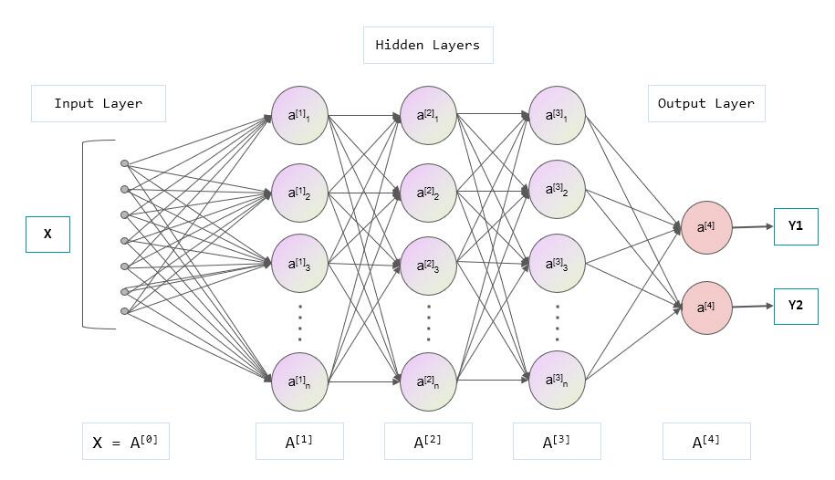 Hidden Layers
Input Layer
Output Layer
X
a[1]1
a[1]2
a[1]3
a[1]n
a[2]1
a[2]2
a[2]3
a[2]n
a[3]1
a[3]2
a[3]3
a[3]n
a[4]
a[4]
Y1
Y2
X = A[0]
A[1]
A[2]
A[3]
A[4]